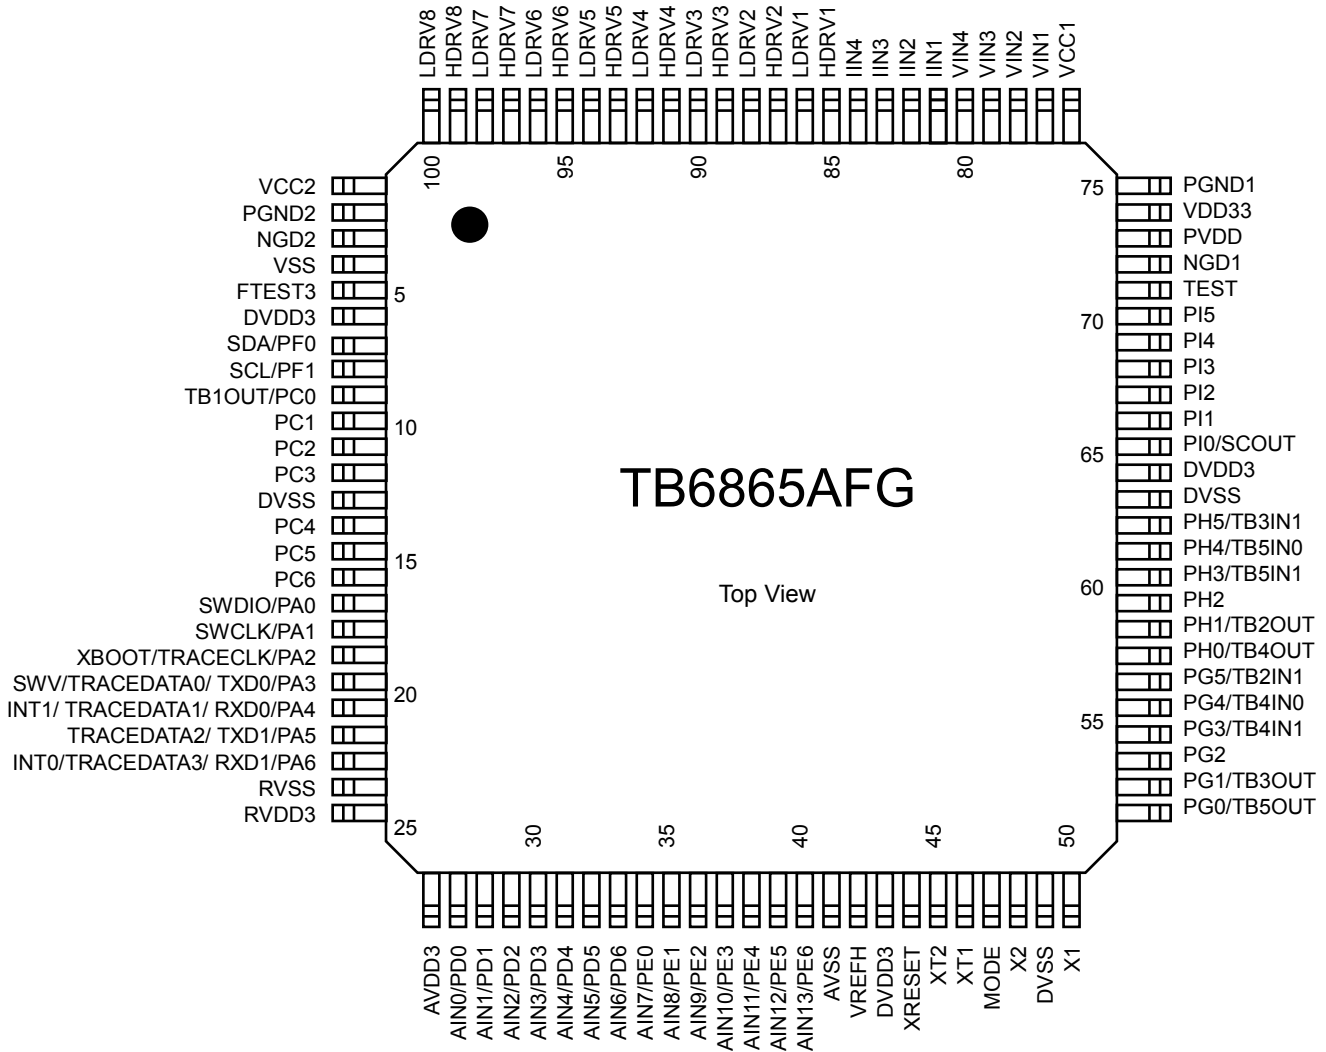 LDRV8
HDRV8
LDRV7
HDRV7
LDRV6
HDRV6
LDRV5
HDRV5
LDRV4
HDRV4
LDRV3
HDRV3
LDRV2
HDRV2
LDRV1
HDRV1
IIN4
IIN3
IIN2
IIN1
VIN4
VIN3
VIN2
VIN1
VCC1
100
95
90
85
80
75
VCC2
PGND2
NGD2
VSS
FTEST3
DVDD3
SDA/PF0
SCL/PF1
TB1OUT/PC0
PC1
PC2
PC3
DVSS
PC4
PC5
PC6
SWDIO/PA0
SWCLK/PA1
XBOOT/TRACECLK/PA2
SWV/TRACEDATA0/ TXD0/PA3
INT1/ TRACEDATA1/ RXD0/PA4
TRACEDATA2/ TXD1/PA5
INT0/TRACEDATA3/ RXD1/PA6
RVSS
RVDD3
5
10
15
20
25
TB6865AFG
Top View
70
65
60
55
PGND1
VDD33
PVDD
NGD1
TEST
PI5
PI4
PI3
PI2
PI1
PI0/SCOUT
DVDD3
DVSS
PH5/TB3IN1
PH4/TB5IN0
PH3/TB5IN1
PH2
PH1/TB2OUT
PH0/TB4OUT
PG5/TB2IN1
PG4/TB4IN0
PG3/TB4IN1
PG2
PG1/TB3OUT
PG0/TB5OUT
30
35
40
45
50
AVDD3
AIN0/PD0
AIN1/PD1
AIN2/PD2
AIN3/PD3
AIN4/PD4
AIN5/PD5
AIN6/PD6
AIN7/PE0
AIN8/PE1
AIN9/PE2
AIN10/PE3
AIN11/PE4
AIN12/PE5
AIN13/PE6
AVSS
VREFH
DVDD3
XRESET
XT2
XT1
MODE
X2
DVSS
X1